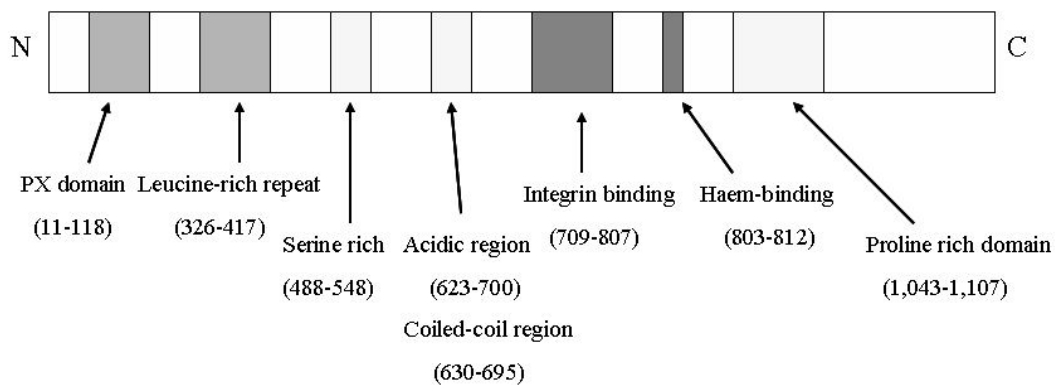 N
C
PX domain
(11-118)
Leucine-rich repeat
(326-417)
Serine rich
(488-548)
Acidic region
(623-700)
Coiled-coil region
(630-695)
Integrin binding
(709-807)
Haem-binding
(803-812)
Proline rich domain
(1,043-1,107)